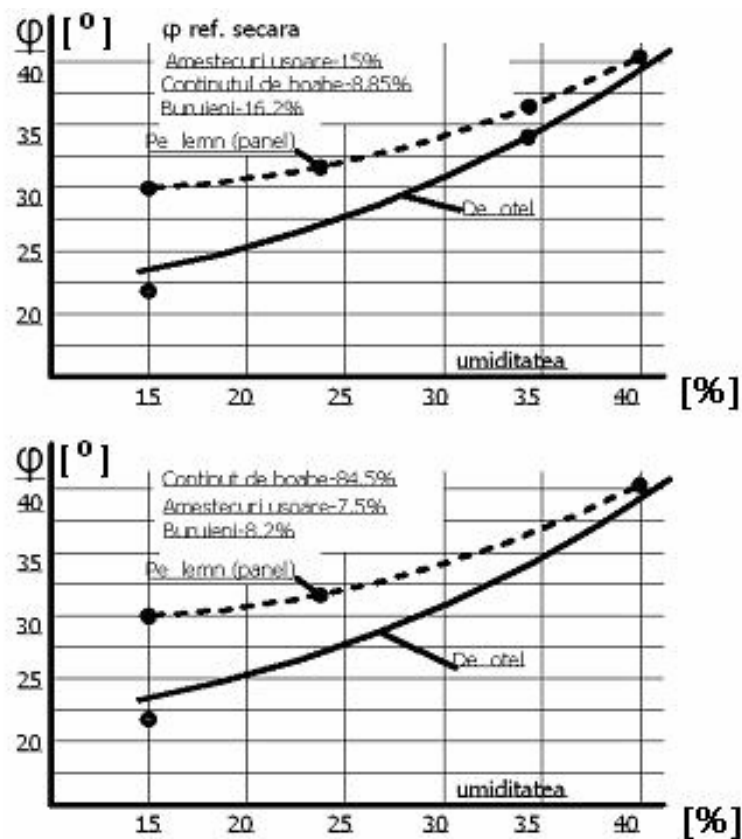 φ [°] φ ref. secara
Amestecuri usoare-15%
Continutul de boabe-8.85%
Buruieni-16.2%
Pe lemn (panel)
De otel
40
35
30
25
20
umiditatea
15 20 25 30 35 40 [%]
φ [°]
Continut de boabe-84.5%
Amestecuri usoare-7.5%
Buruieni-8.2%
Pe lemn (panel)
De otel
40
35
30
25
20
umiditatea
15 20 25 30 35 40 [%]